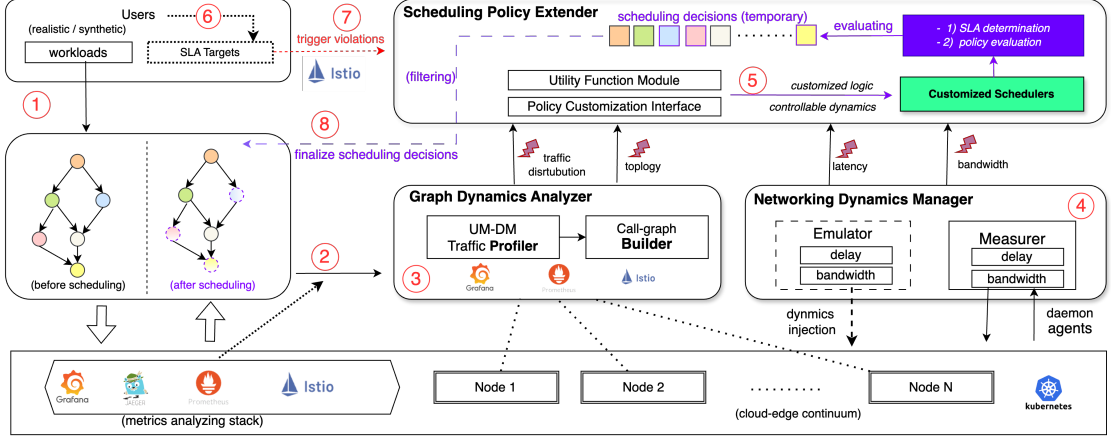 Users
6
(realistic / synthetic)
workloads
SLA Targets
7
trigger violations
Istio
1
Scheduling Policy Extender
scheduling decisions (temporary)
evaluating
- 1) SLA determination
- 2) policy evaluation
(filtering)
Utility Function Module
Policy Customization Interface
5
customized logic
controllable dynamics
Customized Schedulers
8
finalize scheduling decisions
traffic
disrtubution
toplogy
latency
bandwidth
(before scheduling)
(after scheduling)
2
Graph Dynamics Analyzer
UM-DM
Traffic Profiler
Call-graph
Builder
3
Grafana
Prometheus
Istio
Networking Dynamics Manager
4
Emulator
delay
bandwidth
Measurer
delay
bandwidth
dynmics
injection
daemon
agents
Grafana
JAEGER
Prometheus
Istio
(metrics analyzing stack)
Node 1
Node 2
Node N
(cloud-edge continuum)
kubernetes